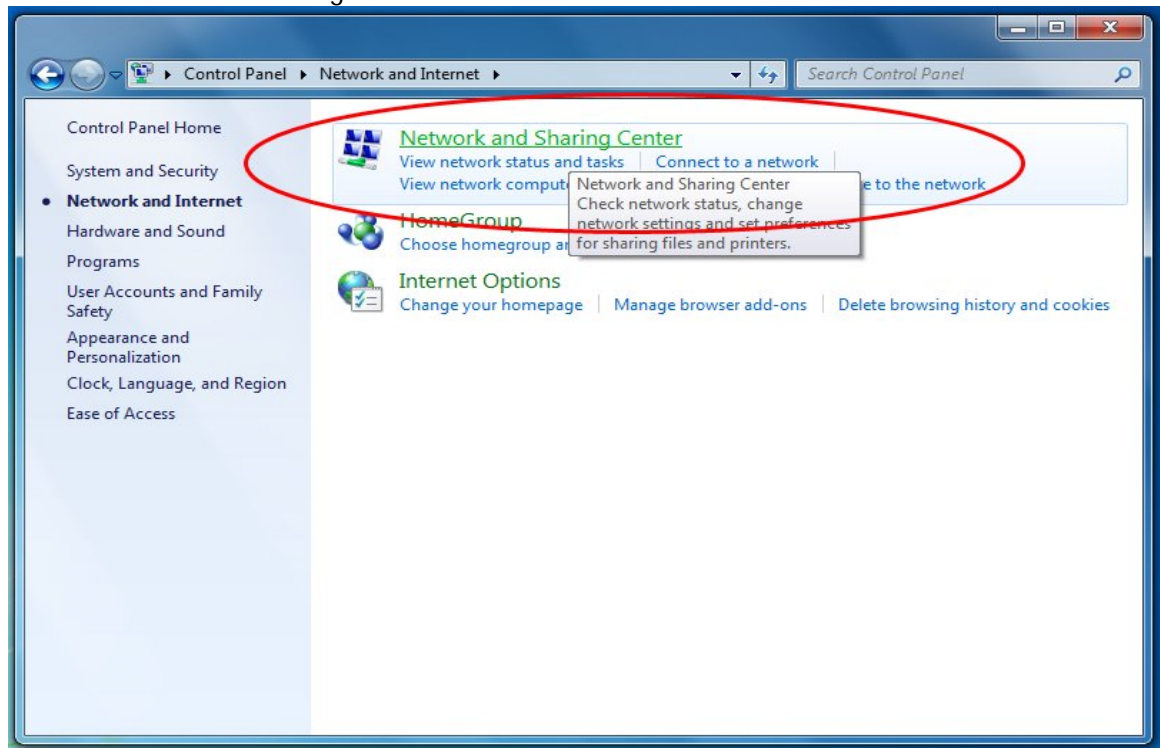 Control Panel
Network and Internet
Search Control Panel
Control Panel Home
System and Security
Network and Internet
Hardware and Sound
Programs
User Accounts and Family
Safety
Appearance and
Personalization
Clock, Language, and Region
Ease of Access
Network and Sharing Center
View network status and tasks
Connect to a network
View network
e to the network
Network and Sharing Center
Check network status, change
network settings and set preferences
for sharing files and printers.
HomeGroup
Choose homegroup
Internet Options
Change your homepage
Manage browser add-ons
Delete browsing history and cookies